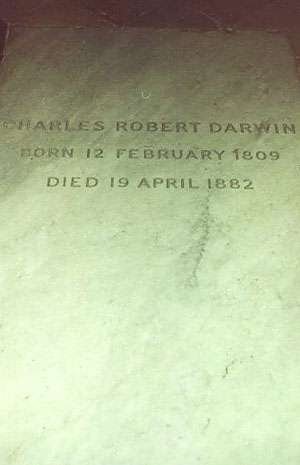 CHARLES ROBERT DARWIN
BORN 12 FEBRUARY 1809
DIED 19 APRIL 1882